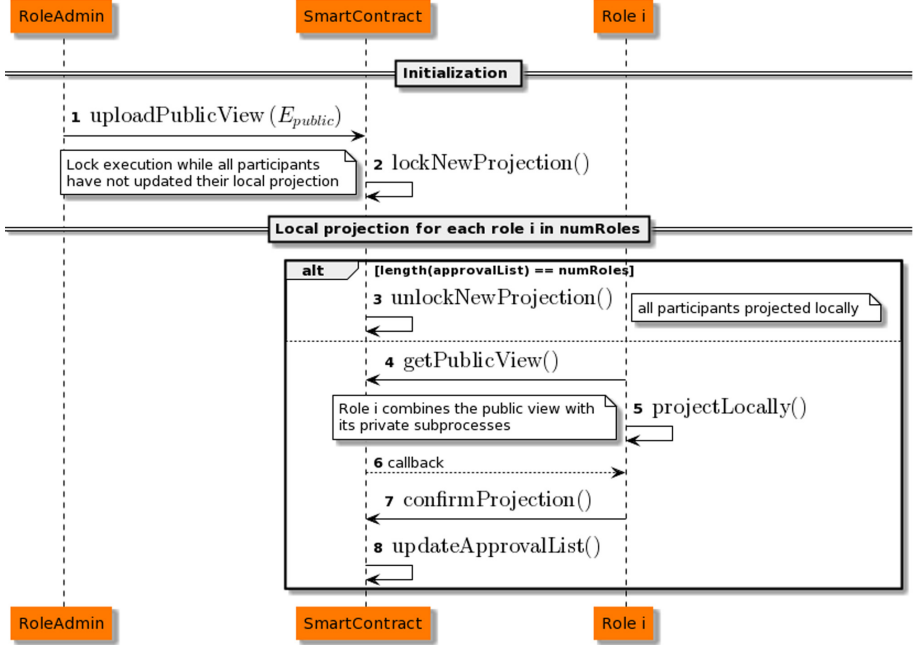 RoleAdmin SmartContract Role i
Initialization
1 uploadPublicView (E_public)
Lock execution while all participants
have not updated their local projection
2 lockNewProjection()
Local projection for each role i in numRoles
alt [length(approvalList) == numRoles]
3 unlockNewProjection()
all participants projected locally
4 getPublicView()
Role i combines the public view with
its private subprocesses
5 projectLocally()
6 callback
7 confirmProjection()
8 updateApprovalList()
RoleAdmin SmartContract Role i